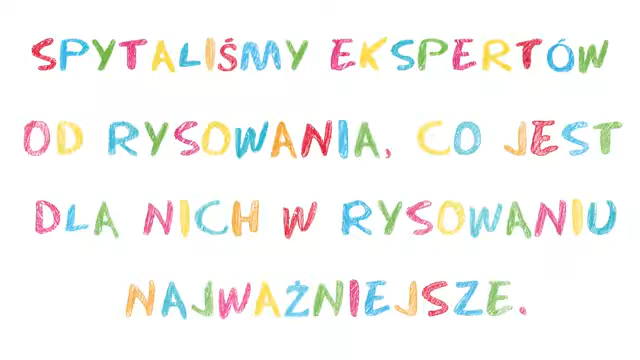 SPYTALIŚMY EKSPERTÓW
OD RYSOWANIA, CO JEST
DLA NICH W RYSOWANIU
NAJWAŻNIEJSZE.